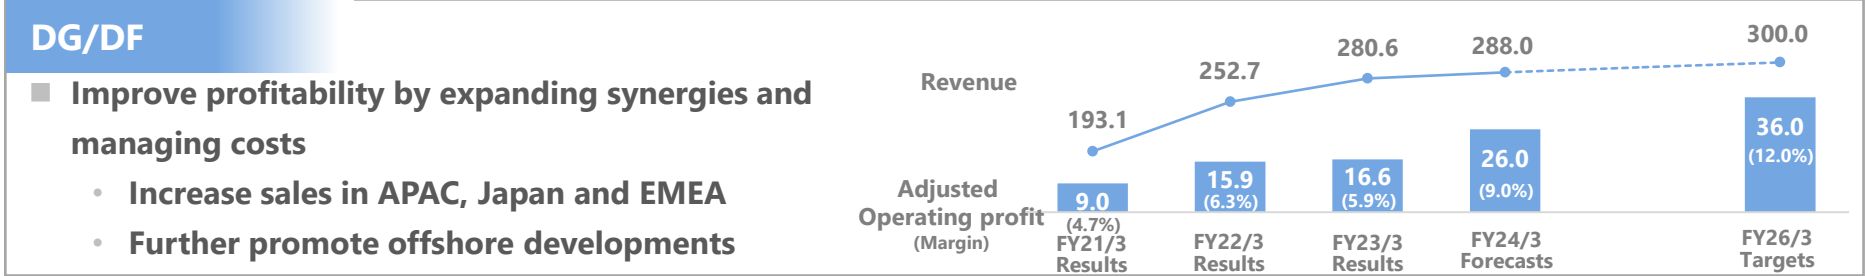 DG/DF
Improve profitability by expanding synergies and
managing costs
Increase sales in APAC, Japan and EMEA
Further promote offshore developments
Revenue
193.1
252.7
280.6
288.0
300.0
Adjusted
Operating profit
(Margin)
9.0
(4.7%)
15.9
(6.3%)
16.6
(5.9%)
26.0
(9.0%)
36.0
(12.0%)
FY21/3
Results
FY22/3
Results
FY23/3
Results
FY24/3
Forecasts
FY26/3
Targets